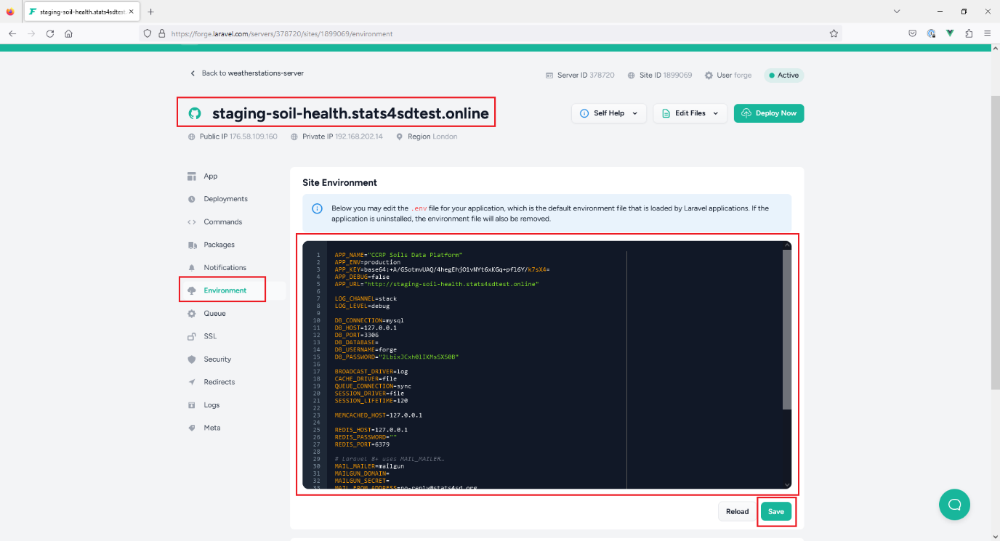 staging-soil-health.stats4sdtest.
https://forge.laravel.com/servers/378720/sites/1899069/environment
Back to weatherstations-server
Server ID 378720
Site ID 1899069
User forge
Active
staging-soil-health.stats4sdtest.online
Self Help
Edit Files
Deploy Now
Public IP 176.58.109.160
Private IP 192.168.202.14
Region London
App
Deployments
Commands
Packages
Notifications
Environment
Queue
SSL
Security
Redirects
Logs
Meta
Site Environment
Below you may edit the .env file for your application, which is the default environment file that is loaded by Laravel applications. If the
application is uninstalled, the environment file will also be removed.
1 APP_NAME="CCRP Soils Data Platform"
2 APP_ENV=production
3 APP_KEY=base64:+A/GSotmvUAQ/4hegEhjO1vNYt6xKGq+pfl6Y/k7sX4=
4 APP_DEBUG=false
5 APP_URL="http://staging-soil-health.stats4sdtest.online"
6
7 LOG_CHANNEL=stack
8 LOG_LEVEL=debug
9
10 DB_CONNECTION=mysql
11 DB_HOST=127.0.0.1
12 DB_PORT=3306
13 DB_DATABASE=
14 DB_USERNAME=forge
15 DB_PASSWORD="2LbixJCxh0lIKMsSXS0B"
16
17 BROADCAST_DRIVER=log
18 CACHE_DRIVER=file
19 QUEUE_CONNECTION=sync
20 SESSION_DRIVER=file
21 SESSION_LIFETIME=120
22
23 MEMCACHED_HOST=127.0.0.1
24
25 REDIS_HOST=127.0.0.1
26 REDIS_PASSWORD=""
27 REDIS_PORT=6379
28
29 # Laravel 8+ uses MAIL_MAILER…
30 MAIL_MAILER=mailgun
31 MAILGUN_DOMAIN=
32 MAILGUN_SECRET=
33 MAIL_FROM_ADDRESS=no-reply@stats4sd.org
Reload
Save